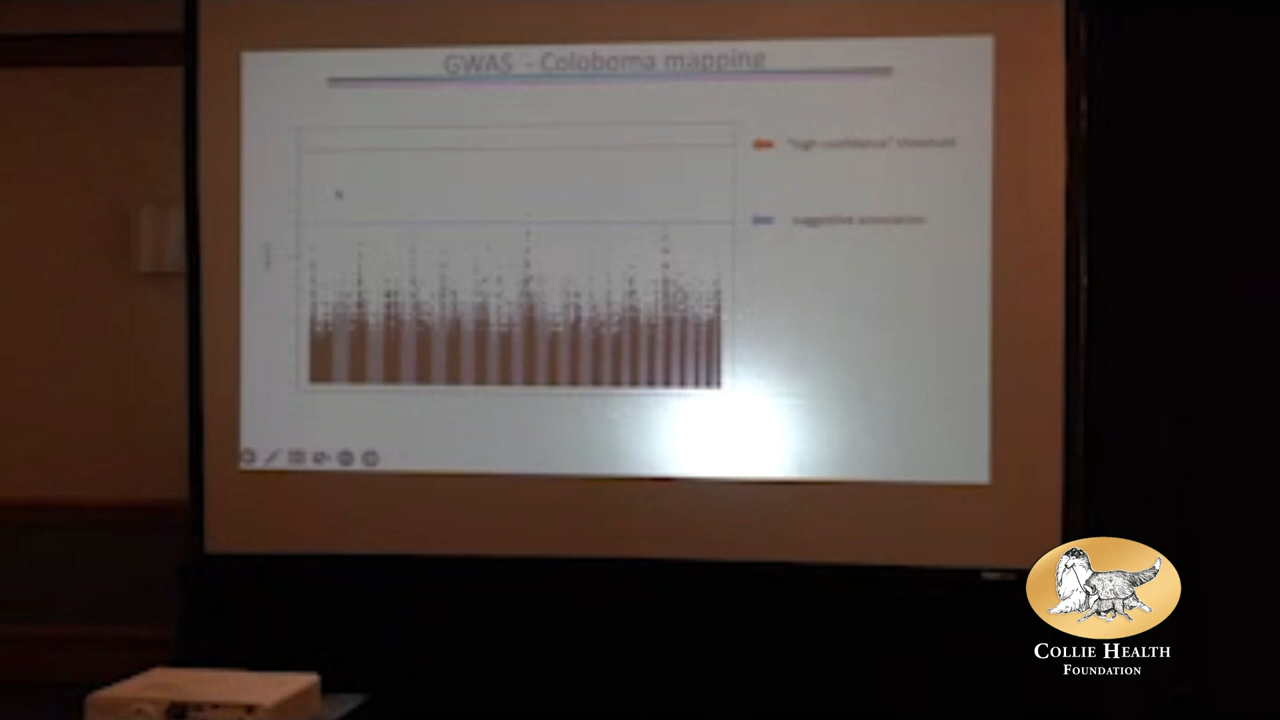 GWAS - Coloboma mapping
"high confidence" threshold
suggestive association
COLLIE HEALTH
FOUNDATION